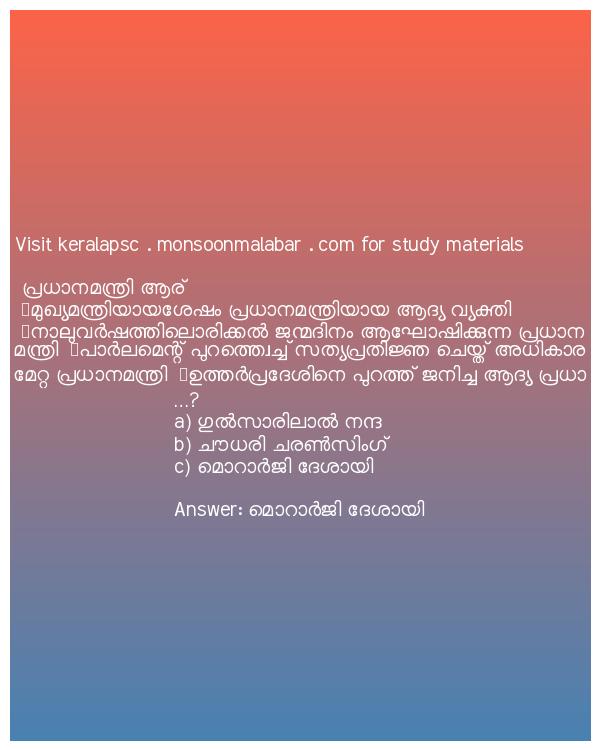 Visit keralapsc . monsoonmalabar . com for study materials
പ്രധാനമന്ത്രി ആര്
▯മുഖ്യമന്ത്രിയായശേഷം പ്രധാനമന്ത്രിയായ ആദ്യ വ്യക്തി
▯നാലുവർഷത്തിലൊരിക്കൽ ജന്മദിനം ആഘോഷിക്കുന്ന പ്രധാന
മന്ത്രി ▯പാർലമെന്റ് പുറത്തുവെച്ച് സത്യപ്രതിജ്ഞ ചെയ്ത് അധികാര
മേറ്റ പ്രധാനമന്ത്രി ▯ഉത്തർപ്രദേശിനെ പുറത്ത് ജനിച്ച ആദ്യ പ്രധാ
...?
a) ഗുൽസാരിലാൽ നന്ദ
b) ചൗധരി ചരൺസിംഗ്
c) മൊറാർജി ദേശായി
Answer: മൊറാർജി ദേശായി